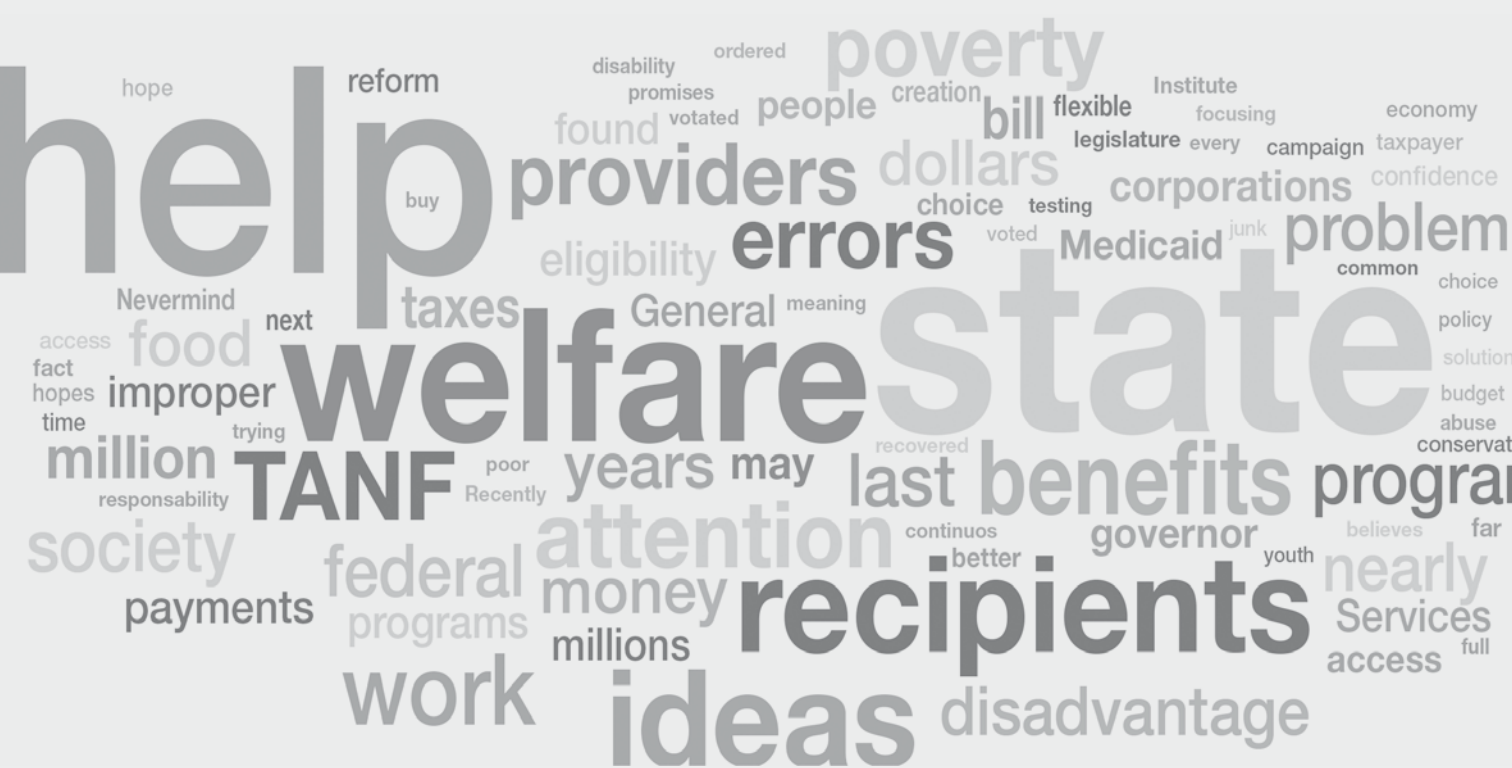 poverty
ordered
disability
hope
reform
help
promises
creation
Institute
people
bill
flexible
economy
votated
focusing
found
legislature
every
campaign
taxpayer
providers
dollars
corporations
confidence
buy
choice
testing
errors
voted
Medicaid
junk
problem
eligibility
state
common
choice
Nevermind
taxes
General
meaning
next
welfare
policy
access
food
solution
fact
hopes
improper
budget
time
trying
abuse
million
recovered
conservat
TANF
poor
years
may
last
benefits
progra
responsability
Recently
society
attention
continuos
governor
believes
far
federal
better
youth
nearly
payments
money
recipients
Services
programs
millions
full
access
work
ideas
disadvantage